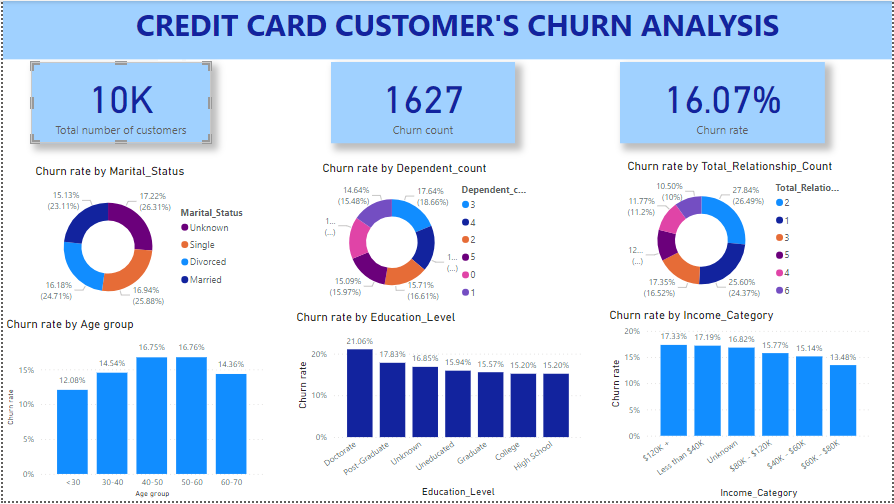 CREDIT CARD CUSTOMER'S CHURN ANALYSIS
10K
Total number of customers
1627
Churn count
16.07%
Churn rate
Churn rate by Marital_Status
15.13%
(23.11%)
17.22%
(26.31%)
16.18%
(24.71%)
16.94%
(25.88%)
Marital_Status
Unknown
Single
Divorced
Married
Churn rate by Dependent_count
14.64%
(15.48%)
17.64%
(18.66%)
1...
(...)
1...
(...)
15.09%
(15.97%)
15.71%
(16.61%)
Dependent_c...
3
4
2
5
0
1
Churn rate by Total_Relationship_Count
10.50%
(10%)
27.84%
(26.49%)
11.77%
(11.2%)
12...
(...)
17.35%
(16.52%)
25.60%
(24.37%)
Total_Relatio...
2
1
3
5
4
6
Churn rate by Age group
Churn rate
15%
10%
5%
0%
12.08%
14.54%
16.75%
16.76%
14.36%
<30
30-40
40-50
50-60
60-70
Age group
Churn rate by Education_Level
Churn rate
20%
10%
0%
21.06%
17.83%
16.85%
15.94%
15.57%
15.20%
15.20%
Doctorate
Post-Graduate
Unknown
Uneducated
Graduate
College
High School
Education_Level
Churn rate by Income_Category
Churn rate
20%
15%
10%
5%
0%
17.33%
17.19%
16.82%
15.77%
15.14%
13.48%
$120K +
Less than $40K
Unknown
$80K - $120K
$40K - $60K
$60K - $80K
Income_Category